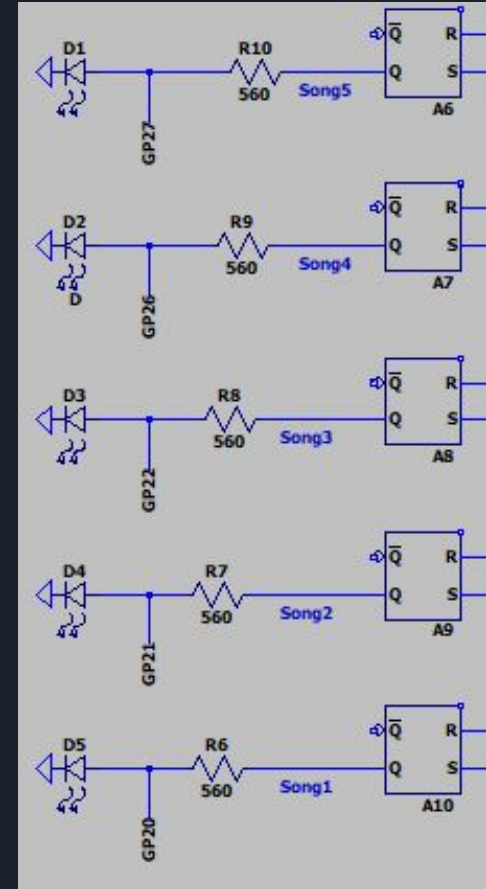 D1 R10 Q̅ R
560 Song5 Q S
A6
GP27
D2 R9 Q̅ R
D 560 Song4 Q S
A7
GP26
D3 R8 Q̅ R
560 Song3 Q S
A8
GP22
D4 R7 Q̅ R
560 Song2 Q S
A9
GP21
D5 R6 Q̅ R
560 Song1 Q S
A10
GP20